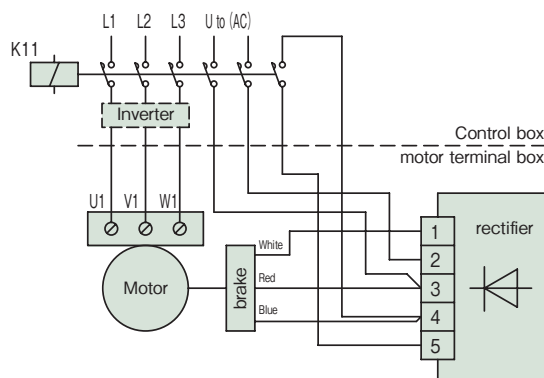 L1 L2 L3 U to (AC)
K11
Inverter
Control box
motor terminal box
U1 V1 W1
Motor
brake
White
Red
Blue
1
2
3
4
5
rectifier